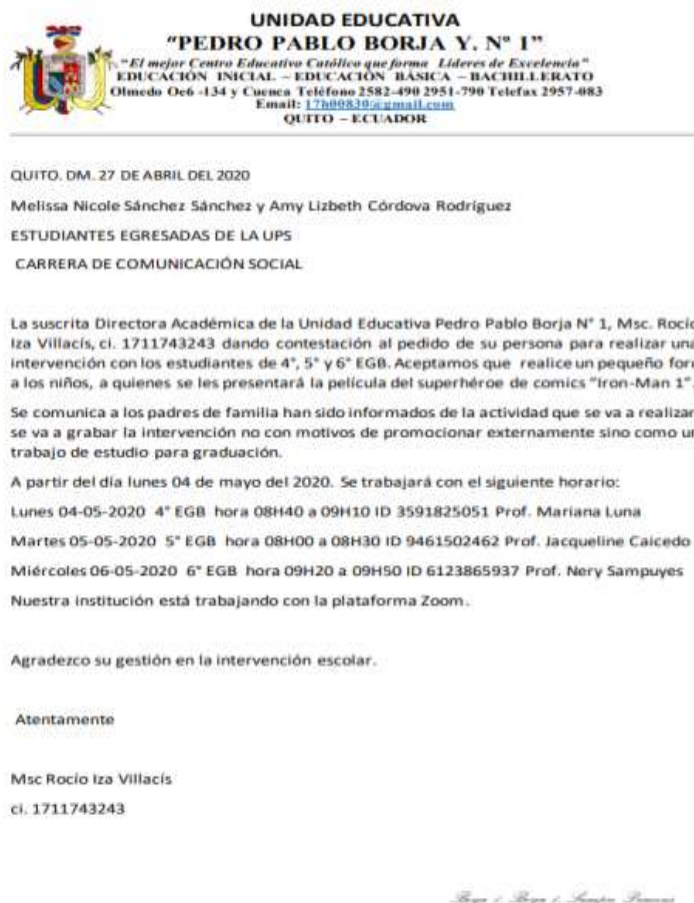 UNIDAD EDUCATIVA
“PEDRO PABLO BORJA Y. Nº 1”
“El mejor Centro Educativo Católico que forma Lideres de Excelencia”
EDUCACIÓN INICIAL – EDUCACIÓN BÁSICA – BACHILLERATO
Olmedo Oe6 -134 y Cuenca Teléfono 2582-490 2951-790 Telefax 2957-083
Email: 17h00830@gmail.com
QUITO – ECUADOR
QUITO. DM. 27 DE ABRIL DEL 2020
Melissa Nicole Sánchez Sánchez y Amy Lizbeth Córdova Rodríguez
ESTUDIANTES EGRESADAS DE LA UPS
CARRERA DE COMUNICACIÓN SOCIAL
La suscrita Directora Académica de la Unidad Educativa Pedro Pablo Borja N° 1, Msc. Rocío
Iza Villacís, ci. 1711743243 dando contestación al pedido de su persona para realizar una
intervención con los estudiantes de 4°, 5° y 6° EGB. Aceptamos que realice un pequeño foro
a los niños, a quienes se les presentará la película del superhéroe de comics “Iron-Man 1”.
Se comunica a los padres de familia han sido informados de la actividad que se va a realizar
se va a grabar la intervención no con motivos de promocionar externamente sino como un
trabajo de estudio para graduación.
A partir del día lunes 04 de mayo del 2020. Se trabajará con el siguiente horario:
Lunes 04-05-2020 4° EGB hora 08H40 a 09H10 ID 3591825051 Prof. Mariana Luna
Martes 05-05-2020 5° EGB hora 08H00 a 08H30 ID 9461502462 Prof. Jacqueline Caicedo
Miércoles 06-05-2020 6° EGB hora 09H20 a 09H50 ID 6123865937 Prof. Nery Sampuyes
Nuestra institución está trabajando con la plataforma Zoom.
Agradezco su gestión en la intervención escolar.
Atentamente
Msc Rocío Iza Villacís
ci. 1711743243